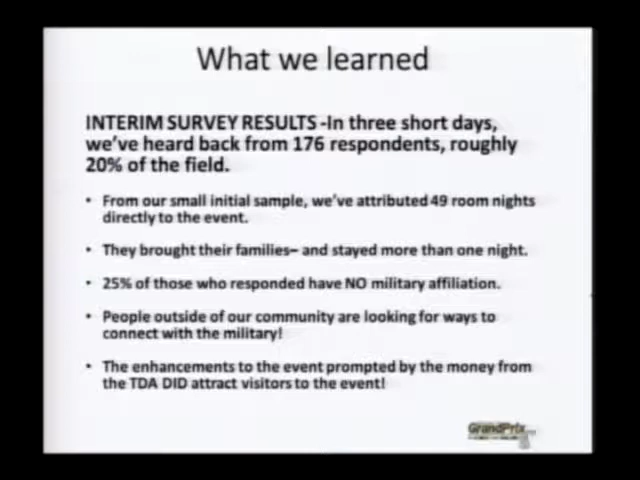 What we learned
INTERIM SURVEY RESULTS -In three short days,
we've heard back from 176 respondents, roughly
20% of the field.
• From our small initial sample, we've attributed 49 room nights
directly to the event.
• They brought their families– and stayed more than one night.
• 25% of those who responded have NO military affiliation.
• People outside of our community are looking for ways to
connect with the military!
• The enhancements to the event prompted by the money from
the TDA DID attract visitors to the event!
GrandPrix